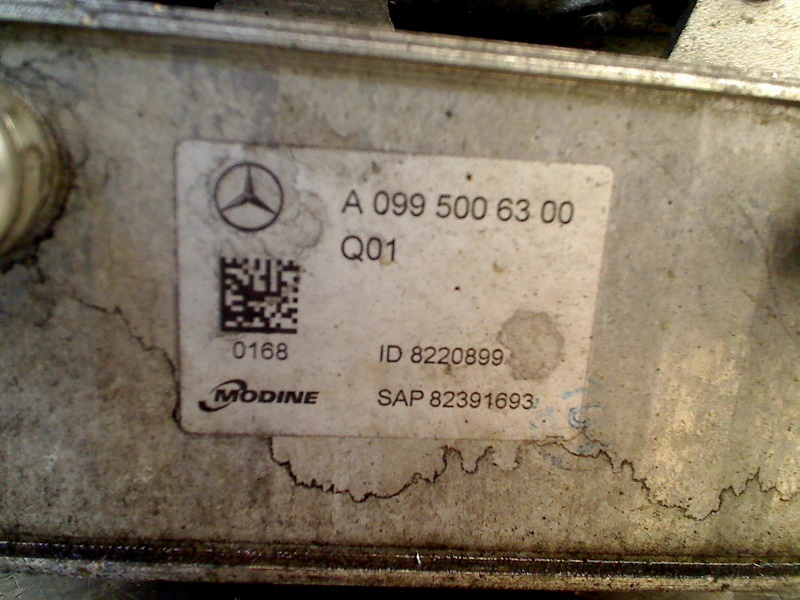 A 099 500 63 00
Q01
0168
ID 8220899
MODINE
SAP 82391693